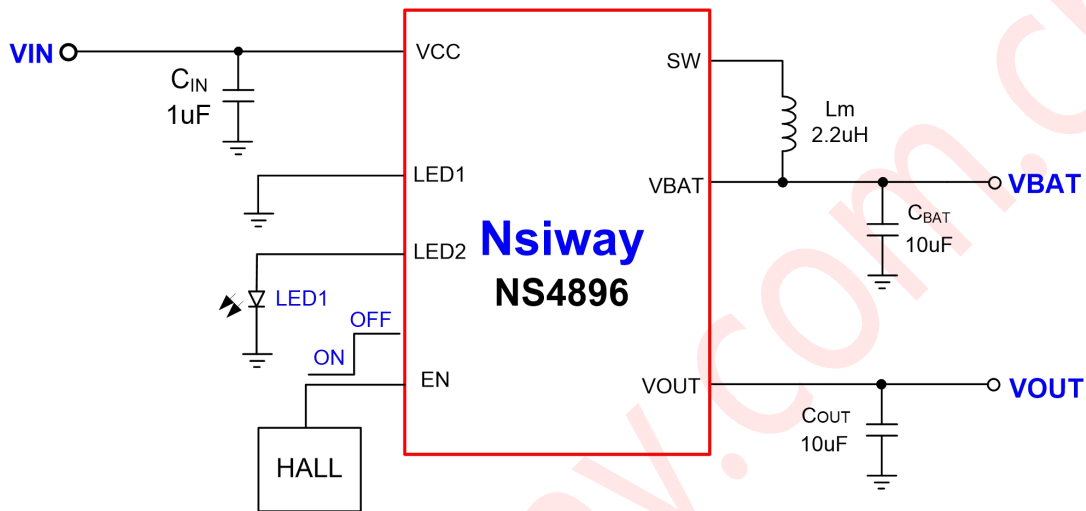 VIN
VCC
CIN
1uF
SW
Lm
2.2uH
LED1
VBAT
VBAT
CBAT
10uF
Nsiway
NS4896
LED2
LED1
OFF
ON
EN
HALL
VOUT
VOUT
COUT
10uF